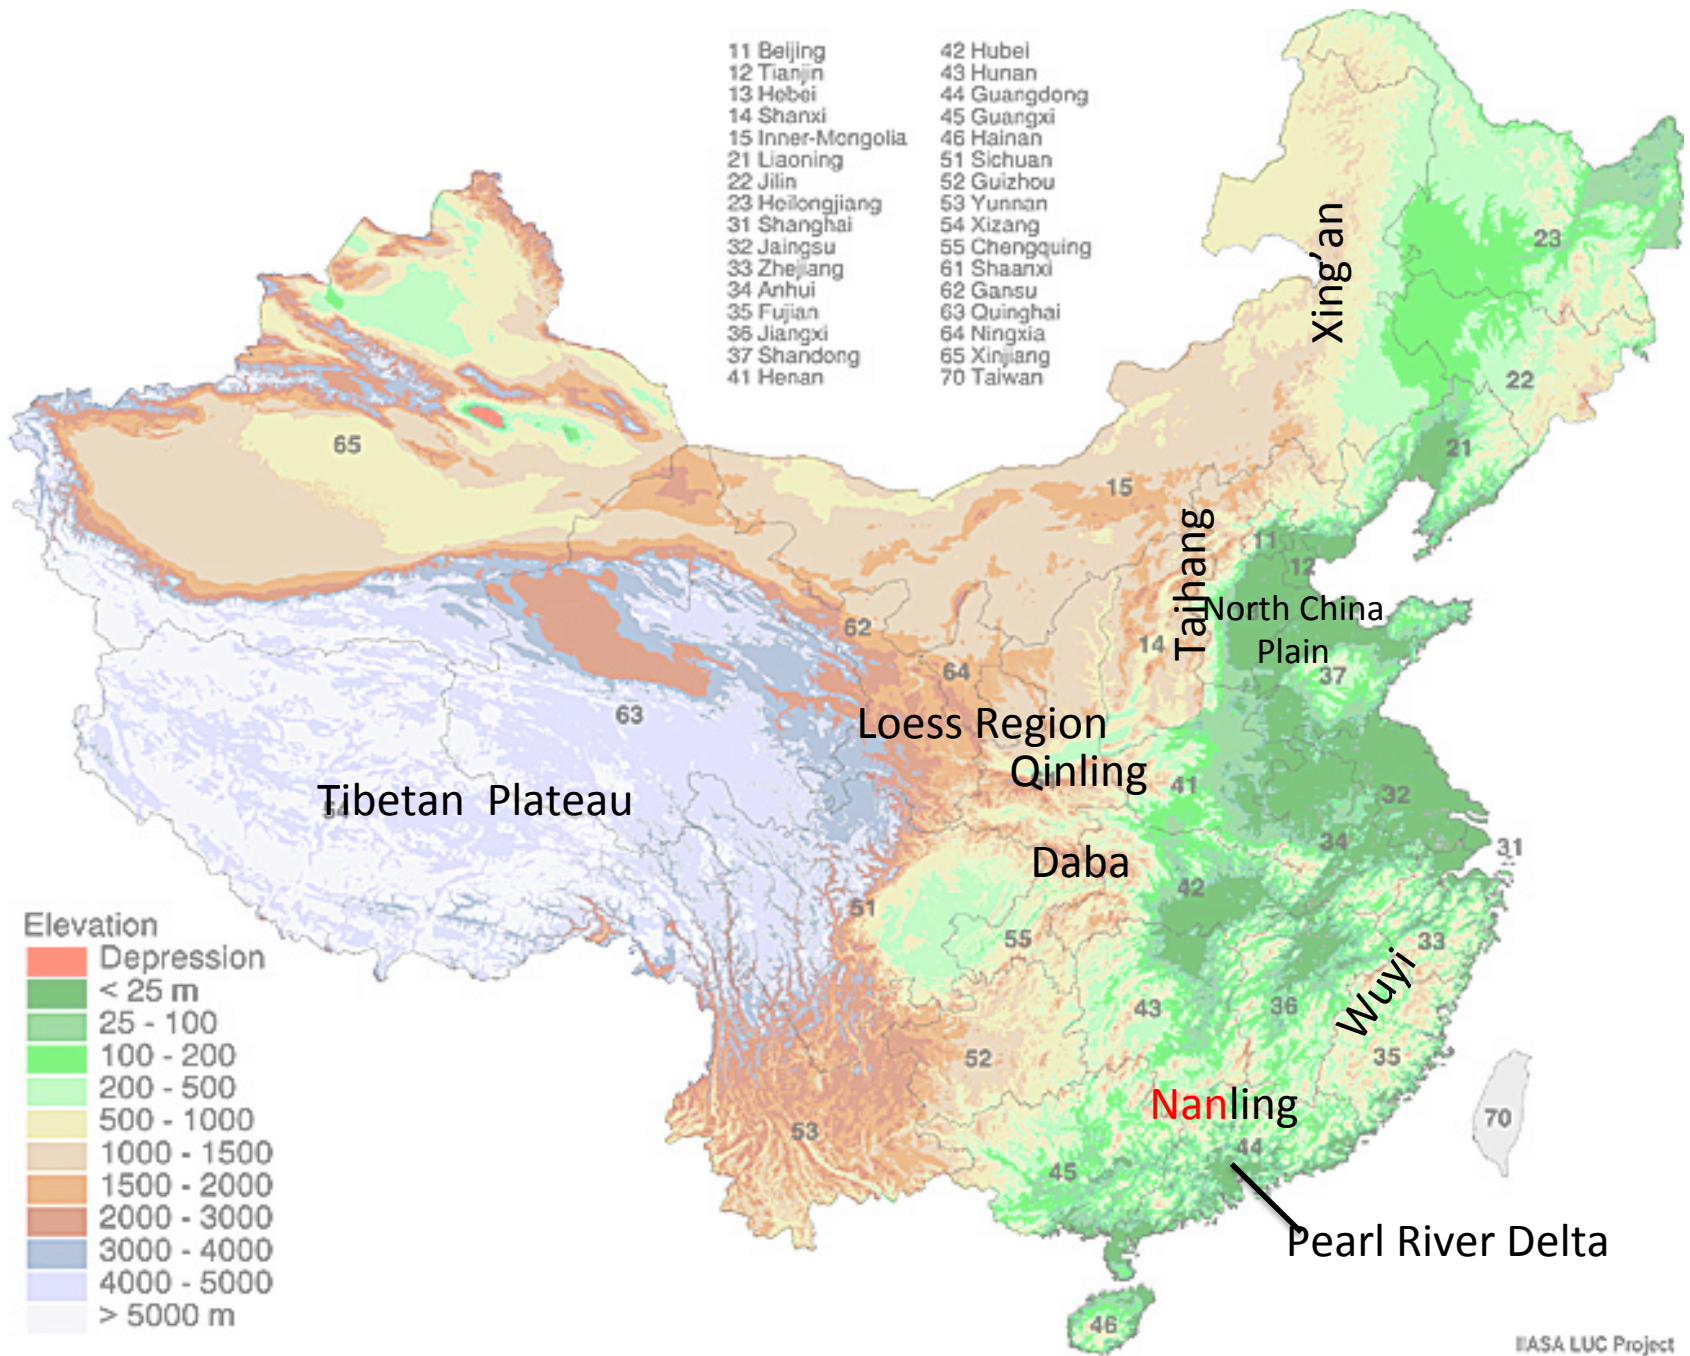 11 Beijing
12 Tianjin
13 Hebei
14 Shanxi
15 Inner-Mongolia
21 Liaoning
22 Jilin
23 Heilongjiang
31 Shanghai
32 Jaingsu
33 Zhejiang
34 Anhui
35 Fujian
36 Jiangxi
37 Shandong
41 Henan
42 Hubei
43 Hunan
44 Guangdong
45 Guangxi
46 Hainan
51 Sichuan
52 Guizhou
53 Yunnan
54 Xizang
55 Chengquing
61 Shaanxi
62 Gansu
63 Quinghai
64 Ningxia
65 Xinjiang
70 Taiwan
Xing’an
23
22
21
65
15
Taihang
11
12
North China
Plain
62
14
64
37
63
Loess Region
Qinling
41
32
Tibetan Plateau
54
34
31
Daba
42
51
55
33
Wuyi
43
36
52
35
Nanling
53
44
45
70
Pearl River Delta
46
Elevation
Depression
< 25 m
25 - 100
100 - 200
200 - 500
500 - 1000
1000 - 1500
1500 - 2000
2000 - 3000
3000 - 4000
4000 - 5000
> 5000 m
IIASA LUC Project